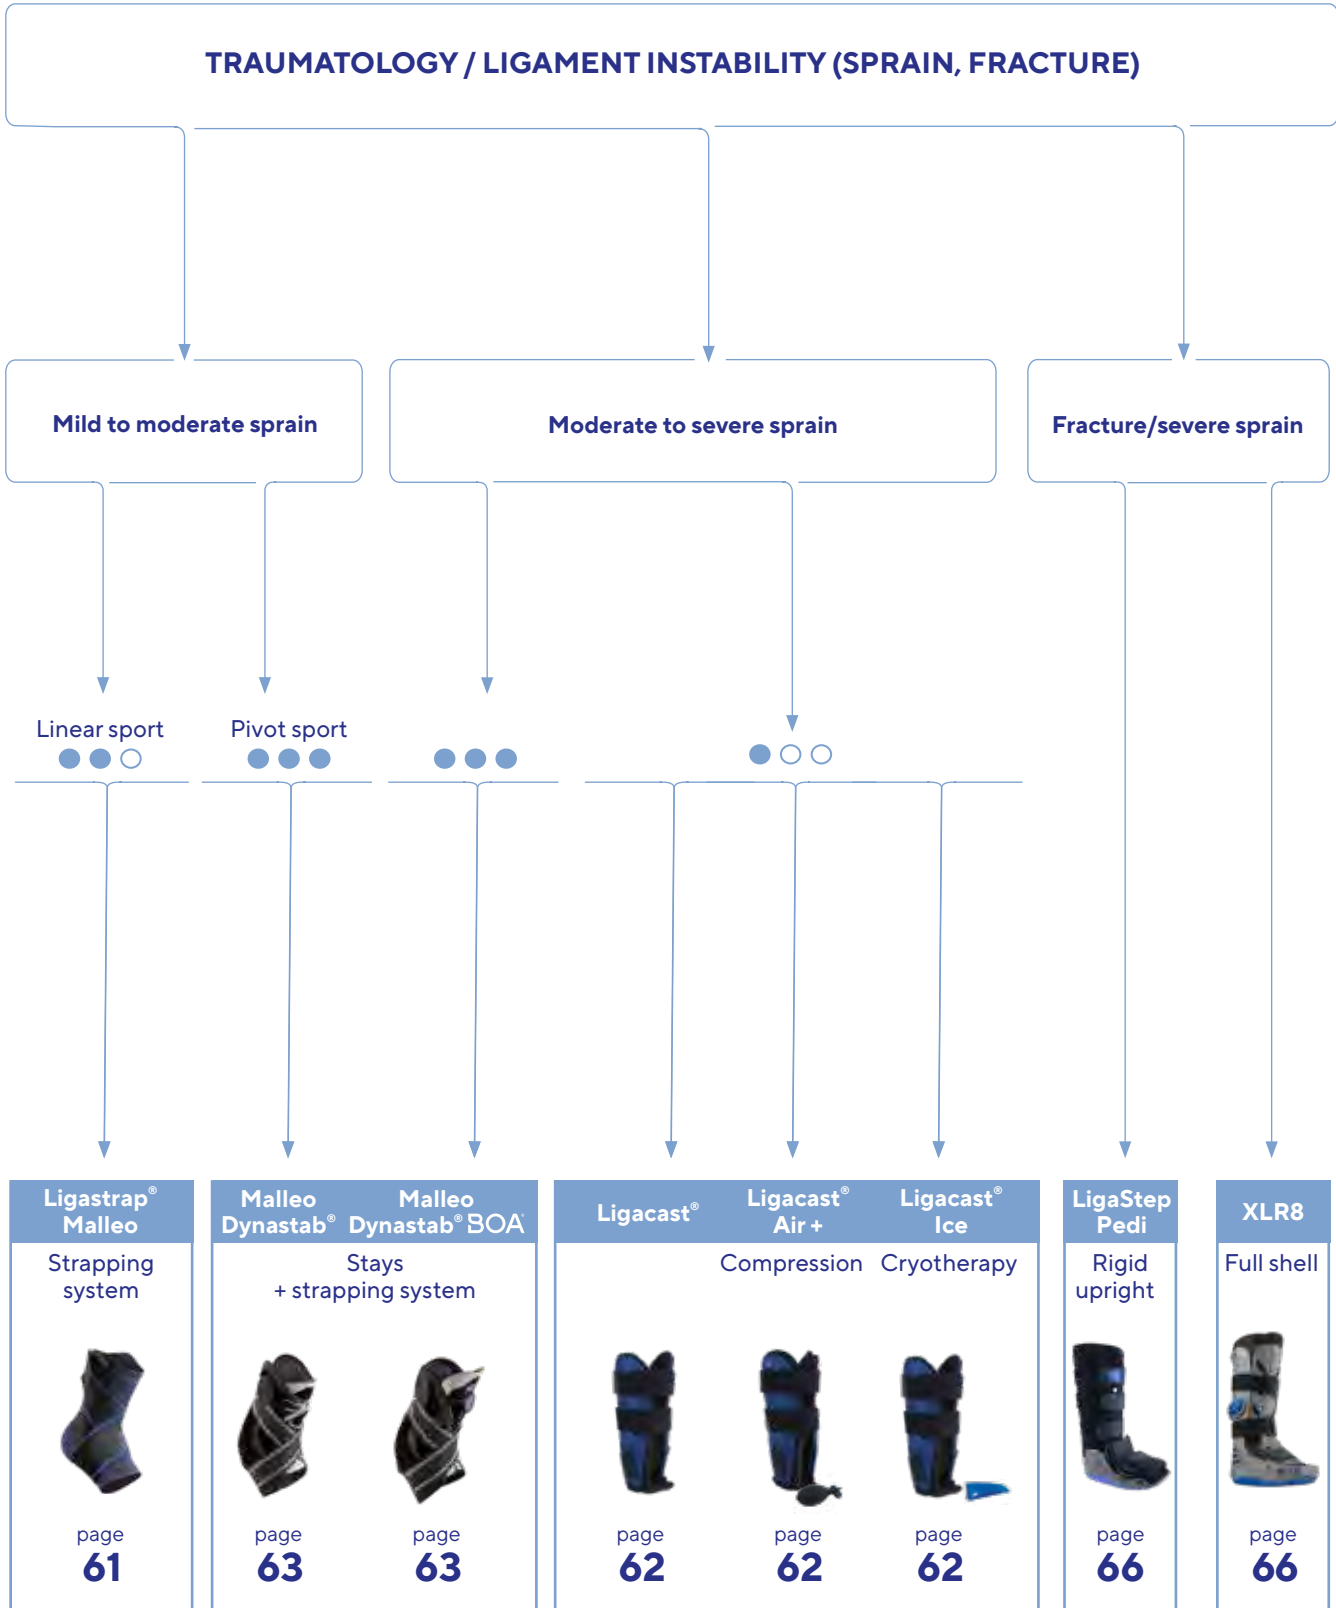 TRAUMATOLOGY / LIGAMENT INSTABILITY (SPRAIN, FRACTURE)
Mild to moderate sprain
Moderate to severe sprain
Fracture/severe sprain
Linear sport
Pivot sport
Ligastrap®
Malleo
Strapping
system
page
61
Malleo
Dynastab®
Malleo
Dynastab® BOA
Stays
+ strapping system
page
63
page
63
Ligacast®
page
62
Ligacast®
Air +
Compression
page
62
Ligacast®
Ice
Cryotherapy
page
62
LigaStep
Pedi
Rigid
upright
page
66
XLR8
Full shell
page
66